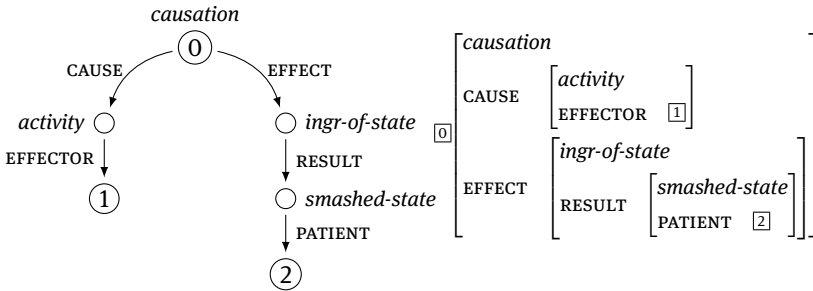 causation
0
CAUSE EFFECT
activity ingr-of-state
EFFECTOR RESULT
1 smashed-state
PATIENT
2
0
causation
CAUSE activity
EFFECTOR 1
EFFECT ingr-of-state
RESULT smashed-state
PATIENT 2